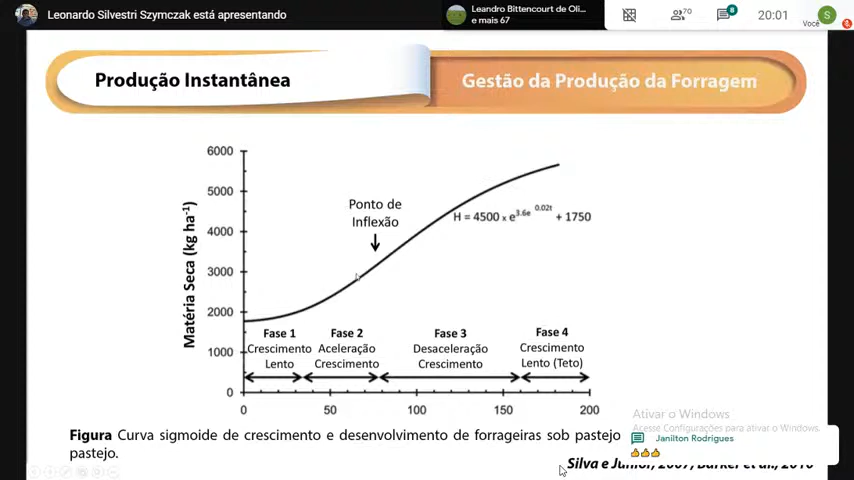 Leonardo Silvestri Szymczak está apresentando
Leandro Bittencourt de Oli...
e mais 67
70
8
20:01
Você
S
Produção Instantânea
Gestão da Produção da Forragem
Matéria Seca (kg ha-1)
6000
5000
4000
3000
2000
1000
0
Ponto de
Inflexão
H = 4500 x e3.6e 0.02t + 1750
Fase 1
Crescimento
Lento
Fase 2
Aceleração
Crescimento
Fase 3
Desaceleração
Crescimento
Fase 4
Crescimento
Lento (Teto)
0 50 100 150 200
Figura Curva sigmoide de crescimento e desenvolvimento de forrageiras sob pastejo
pastejo.
Ativar o Windows
Acesse Configurações para ativar o Windows.
Janilton Rodrigues
👍👍👍
Silva e Júnior, 2007; Barker et al., 2010